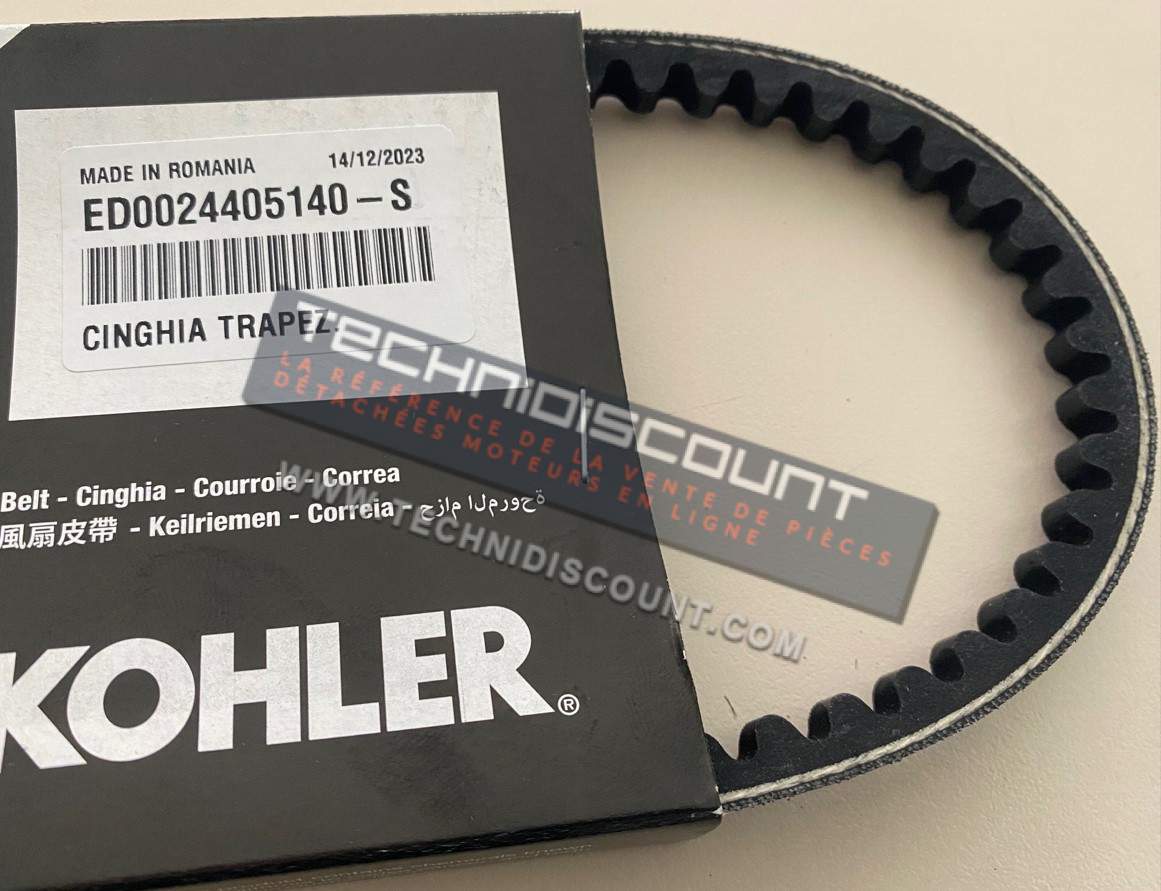 MADE IN ROMANIA 14/12/2023
ED0024405140-S
CINGHIA TRAPEZ.
TECHNIDISCOUNT
LA RÉFÉRENCE DE LA VENTE DE PIÈCES
DÉTACHÉES MOTEURS EN LIGNE
WWW.TECHNIDISCOUNT.COM
Belt - Cinghia - Courroie - Correa
風扇皮帶 - Keilriemen - Correia - حزام المروحة
KOHLER®